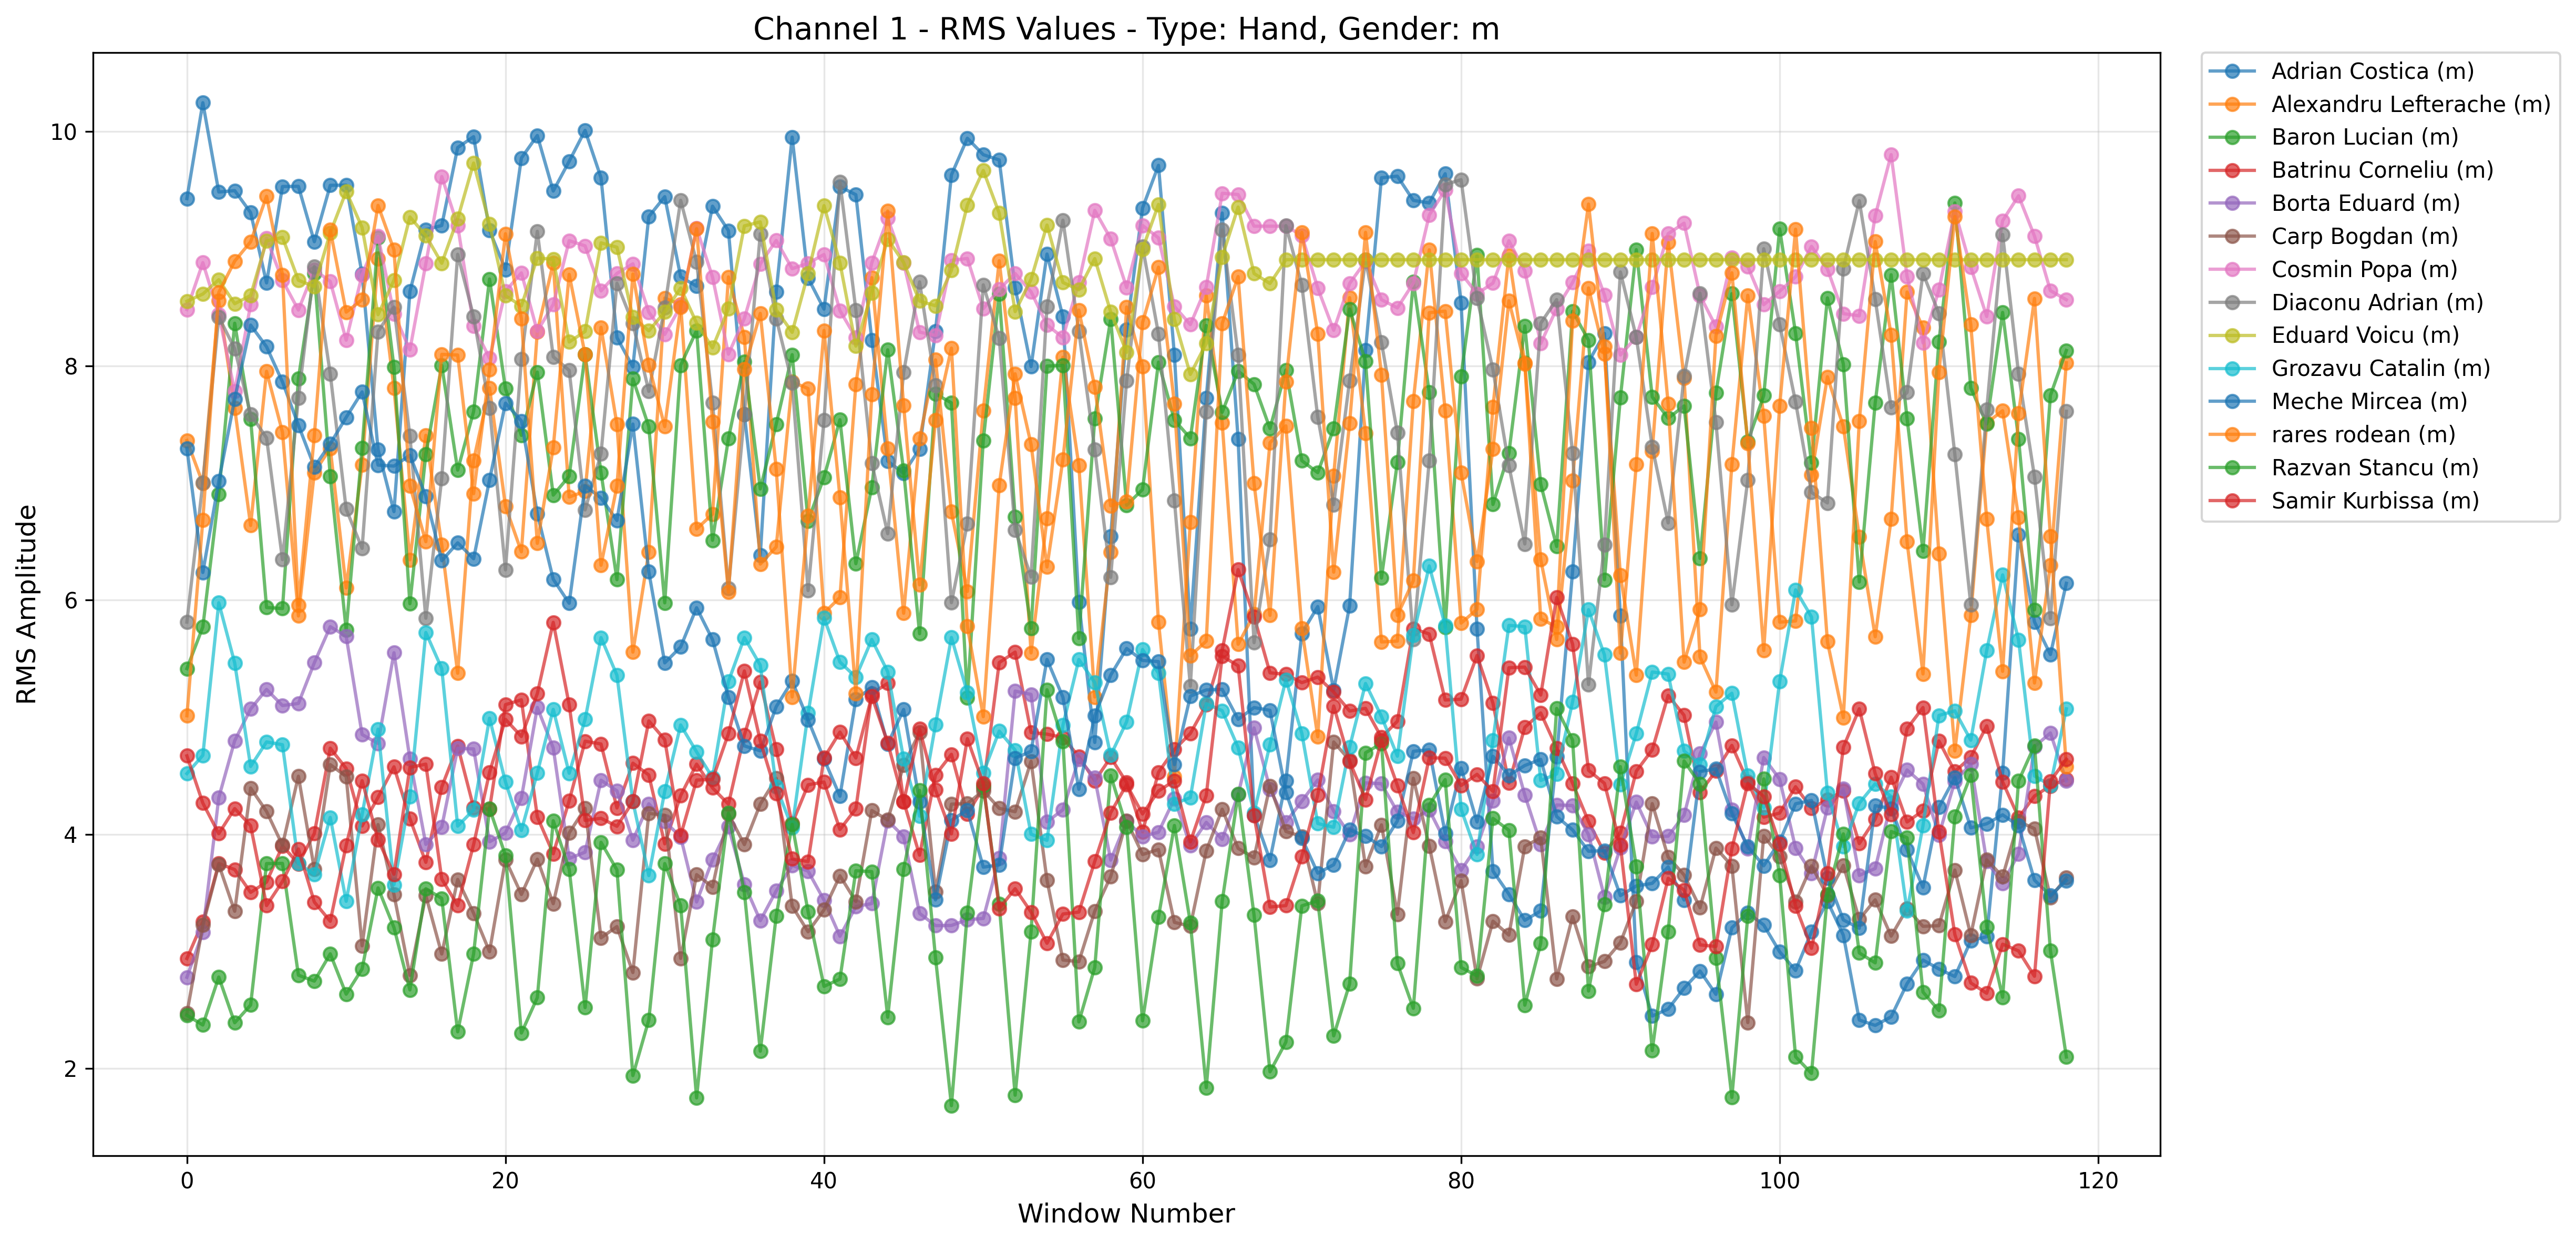 Channel 1 - RMS Values - Type: Hand, Gender: m
RMS Amplitude
10
8
6
4
2
0
20
40
60
80
100
120
Window Number
Adrian Costica (m)
Alexandru Lefterache (m)
Baron Lucian (m)
Batrinu Corneliu (m)
Borta Eduard (m)
Carp Bogdan (m)
Cosmin Popa (m)
Diaconu Adrian (m)
Eduard Voicu (m)
Grozavu Catalin (m)
Meche Mircea (m)
rares rodean (m)
Razvan Stancu (m)
Samir Kurbissa (m)